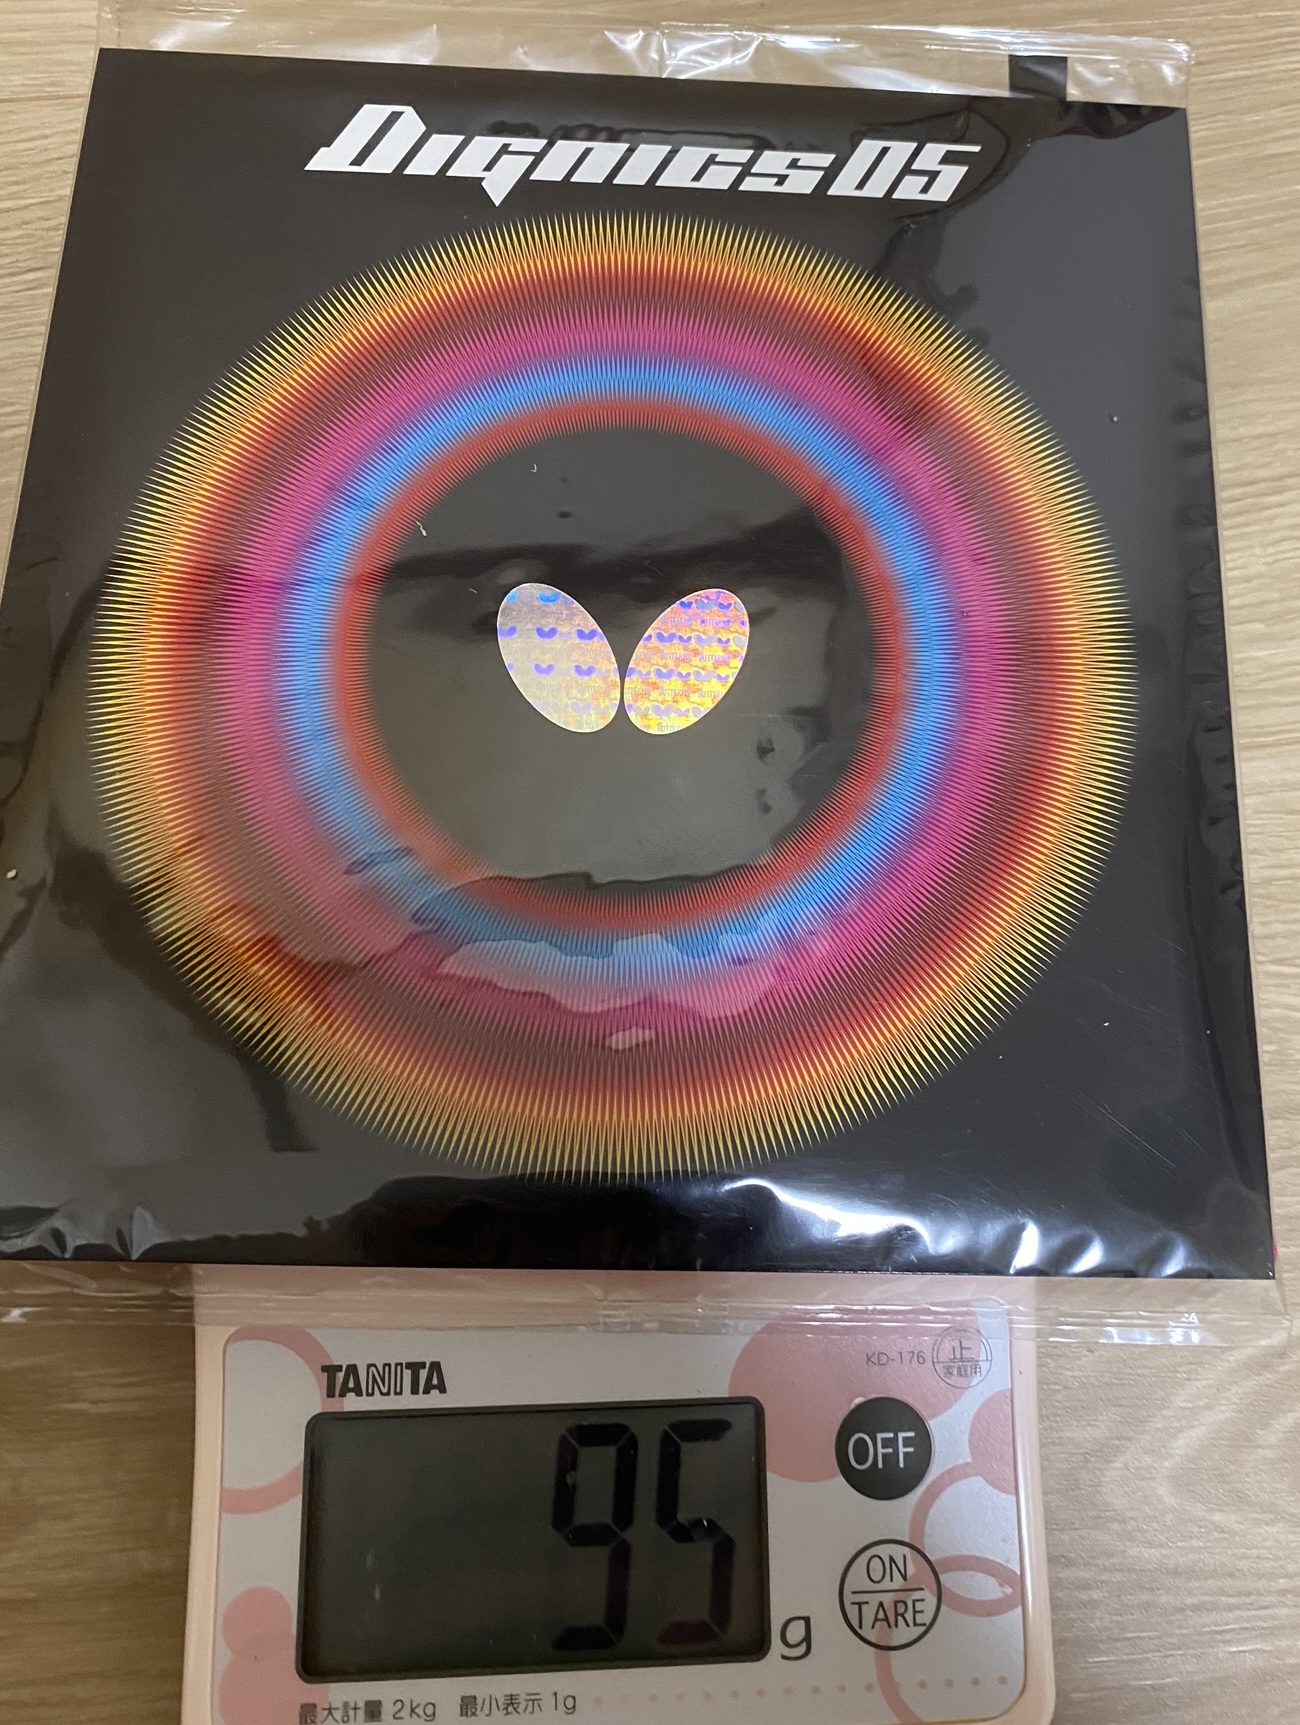 Dignics 05
TANITA
KD-176
正
家庭用
OFF
95
g
ON
TARE
最大計量 2kg 最小表示 1g